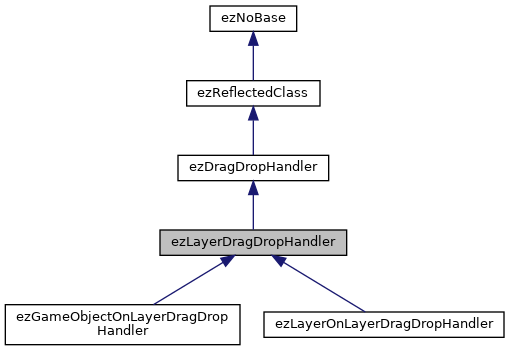 ezNoBase
ezReflectedClass
ezDragDropHandler
ezLayerDragDropHandler
ezGameObjectOnLayerDragDrop
Handler
ezLayerOnLayerDragDropHandler